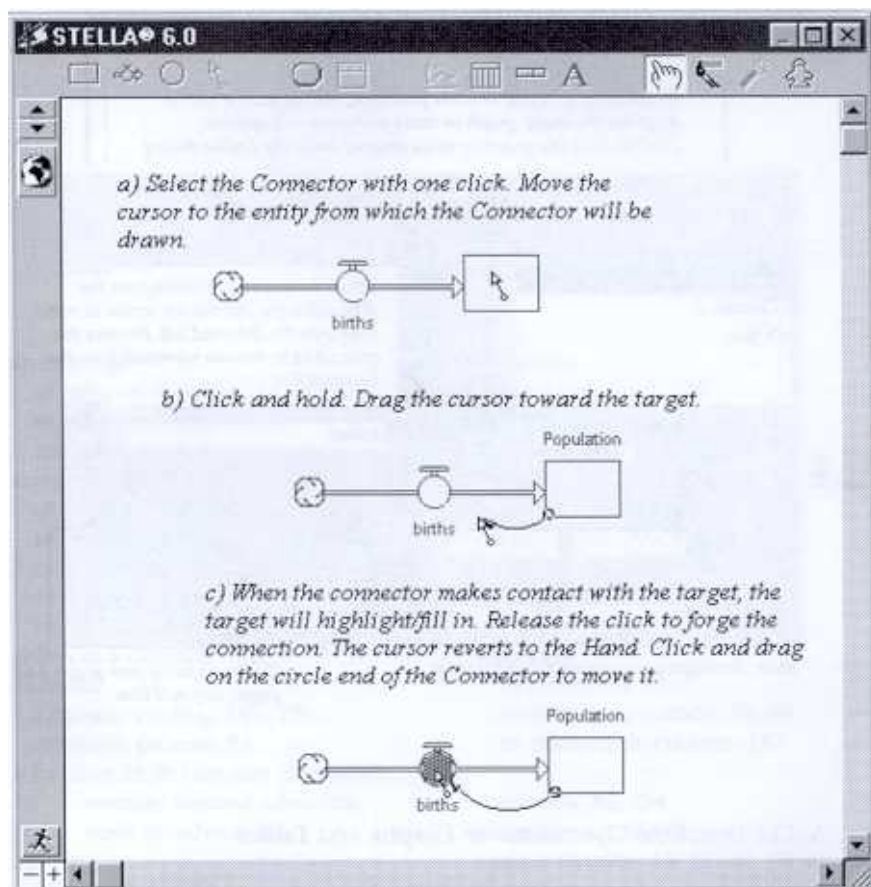 STELLA® 6.0
A
a) Select the Connector with one click. Move the
cursor to the entity from which the Connector will be
drawn.
births
b) Click and hold. Drag the cursor toward the target.
Population
births
c) When the connector makes contact with the target, the
target will highlight/fill in. Release the click to forge the
connection. The cursor reverts to the Hand. Click and drag
on the circle end of the Connector to move it.
Population
births